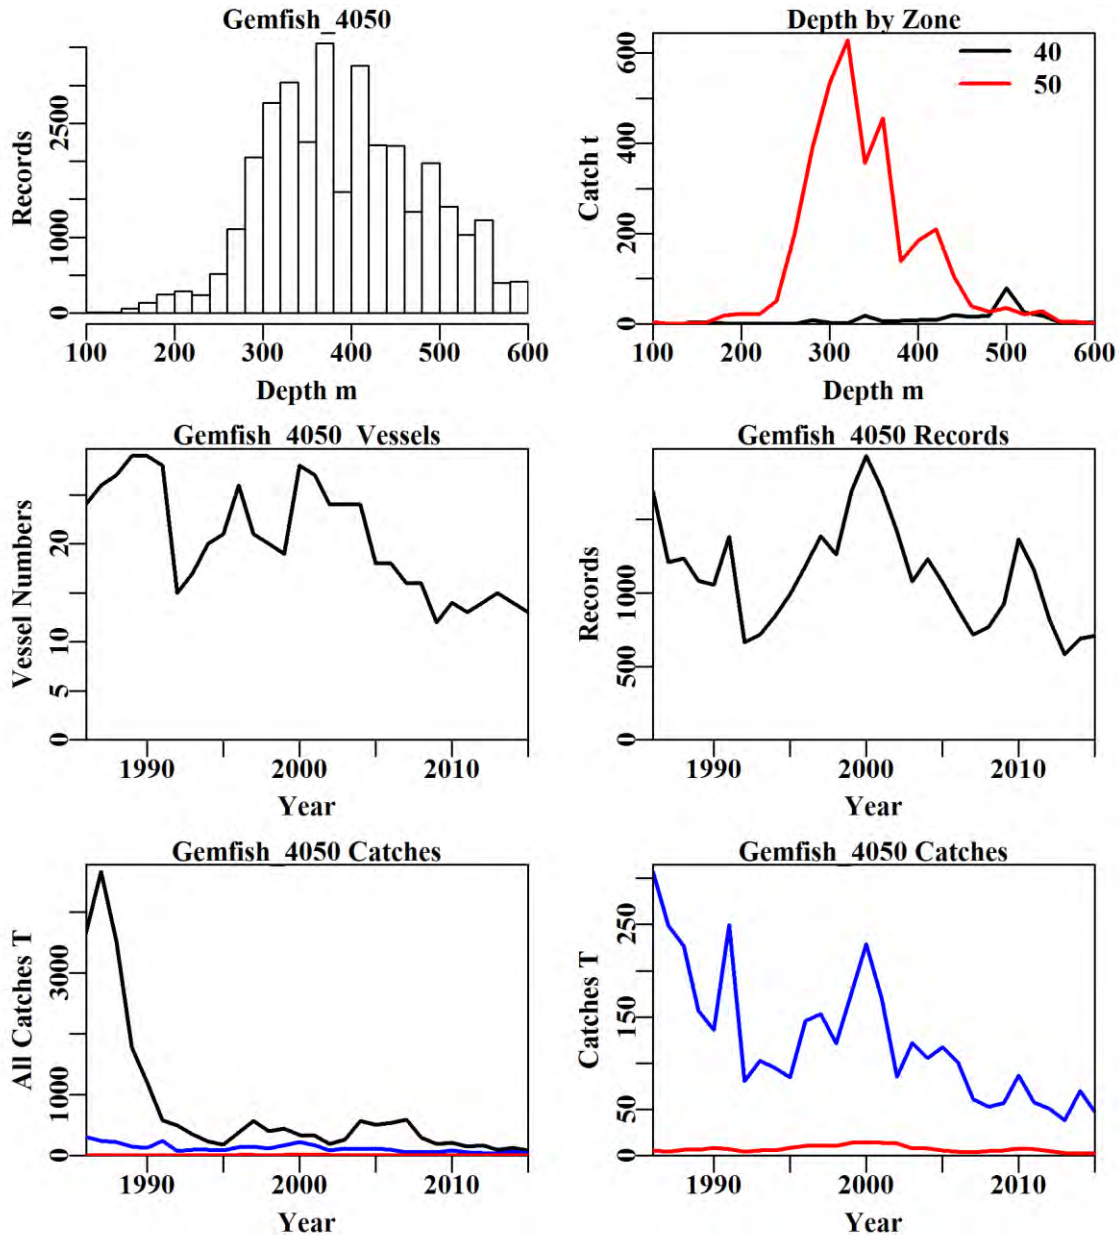 Gemfish_4050
Records
0
1000
2500
100
200
300
400
500
600
Depth m
Depth by Zone
40
50
Catch t
0
200
400
600
100
200
300
400
500
600
Depth m
Gemfish_4050_Vessels
Vessel Numbers
0
5
10
20
1990
2000
2010
Year
Gemfish_4050 Records
Records
0
500
1000
1990
2000
2010
Year
Gemfish_4050 Catches
All Catches T
0
1000
3000
1990
2000
2010
Year
Gemfish_4050 Catches
Catches T
0
50
150
250
1990
2000
2010
Year